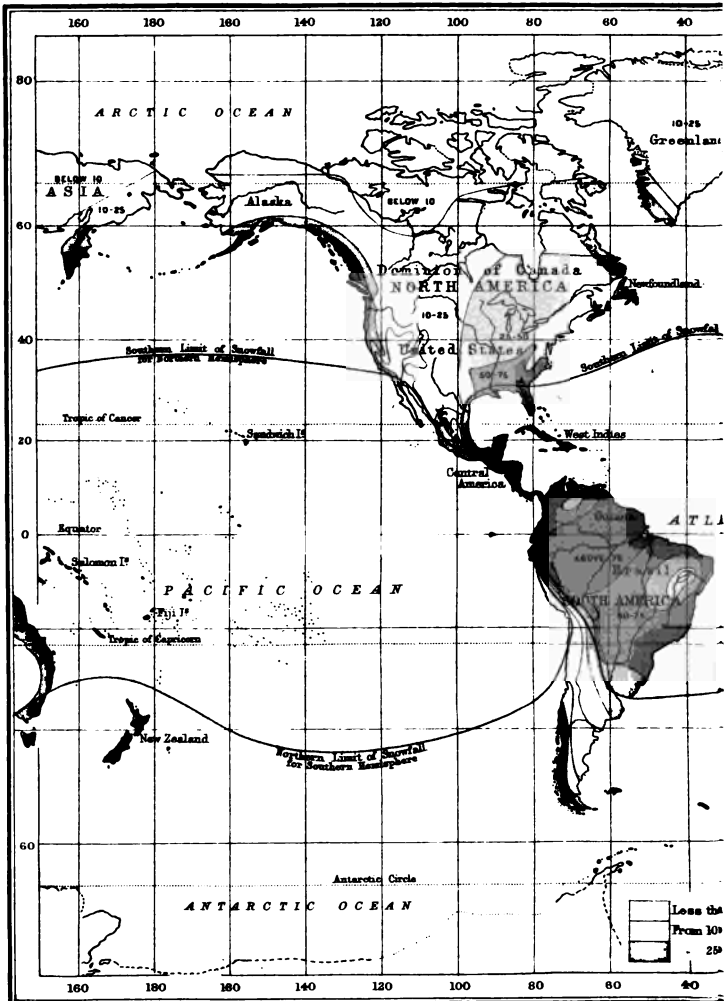 160 180 160 140 120 100 80 60 40
80
ARCTIC OCEAN
10-25
Greenland
BELOW 10
ASIA
10-25
Alaska
BELOW 10
60
Dominion of Canada
NORTH AMERICA
Newfoundland
10-25
25-50
40
Southern Limit of Snowfall
for Northern Hemisphere
United States
Southern Limit of Snowfal
50-75
Tropic of Cancer
20
Sandwich Iˢ
West Indies
Central
America
Equator
0
Guiana
ATL
Solomon Iˢ
ABOVE 75
Brazil
PACIFIC OCEAN
SOUTH AMERICA
Fiji Iˢ
50-75
Tropic of Capricorn
New Zealand
Northern Limit of Snowfall
for Southern Hemisphere
60
Antarctic Circle
ANTARCTIC OCEAN
Less tha
From 10
25
160 180 160 140 120 100 80 60 40